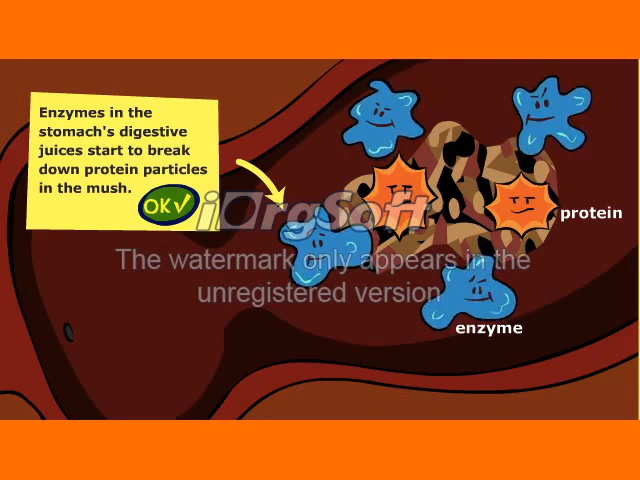 Enzymes in the
stomach's digestive
juices start to break
down protein particles
in the mush.
OK
iOrgSoft
protein
The watermark only appears in the
unregistered version
enzyme